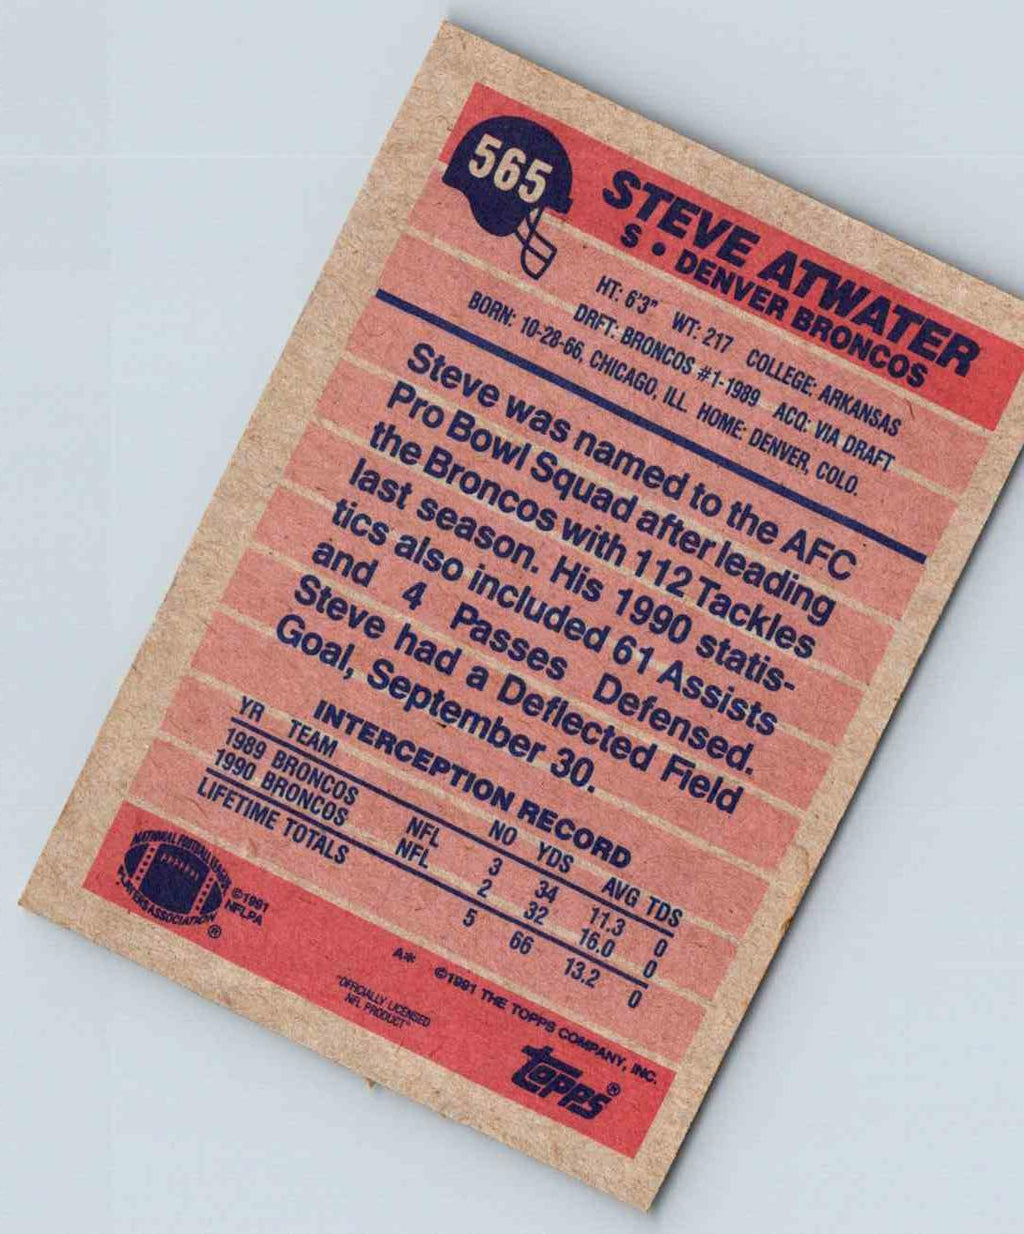 565
STEVE ATWATER
S • DENVER BRONCOS
HT: 6'3" WT: 217 COLLEGE: ARKANSAS
DRFT: BRONCOS #1-1989 ACQ: VIA DRAFT
BORN: 10-28-66, CHICAGO, ILL. HOME: DENVER, COLO.
Steve was named to the AFC
Pro Bowl Squad after leading
the Broncos with 112 Tackles
last season. His 1990 statis-
tics also included 61 Assists
and 4 Passes Defensed.
Steve had a Deflected Field
Goal, September 30.
INTERCEPTION RECORD
YR TEAM NO YDS AVG TDS
1989 BRONCOS NFL 3 34 11.3 0
1990 BRONCOS NFL 2 32 16.0 0
LIFETIME TOTALS 5 66 13.2 0
NATIONAL FOOTBALL LEAGUE
PLAYERS ASSOCIATION ®
©1991
NFLPA
A* ©1991 THE TOPPS COMPANY, INC.
"OFFICIALLY LICENSED
NFL PRODUCT"
topps ®